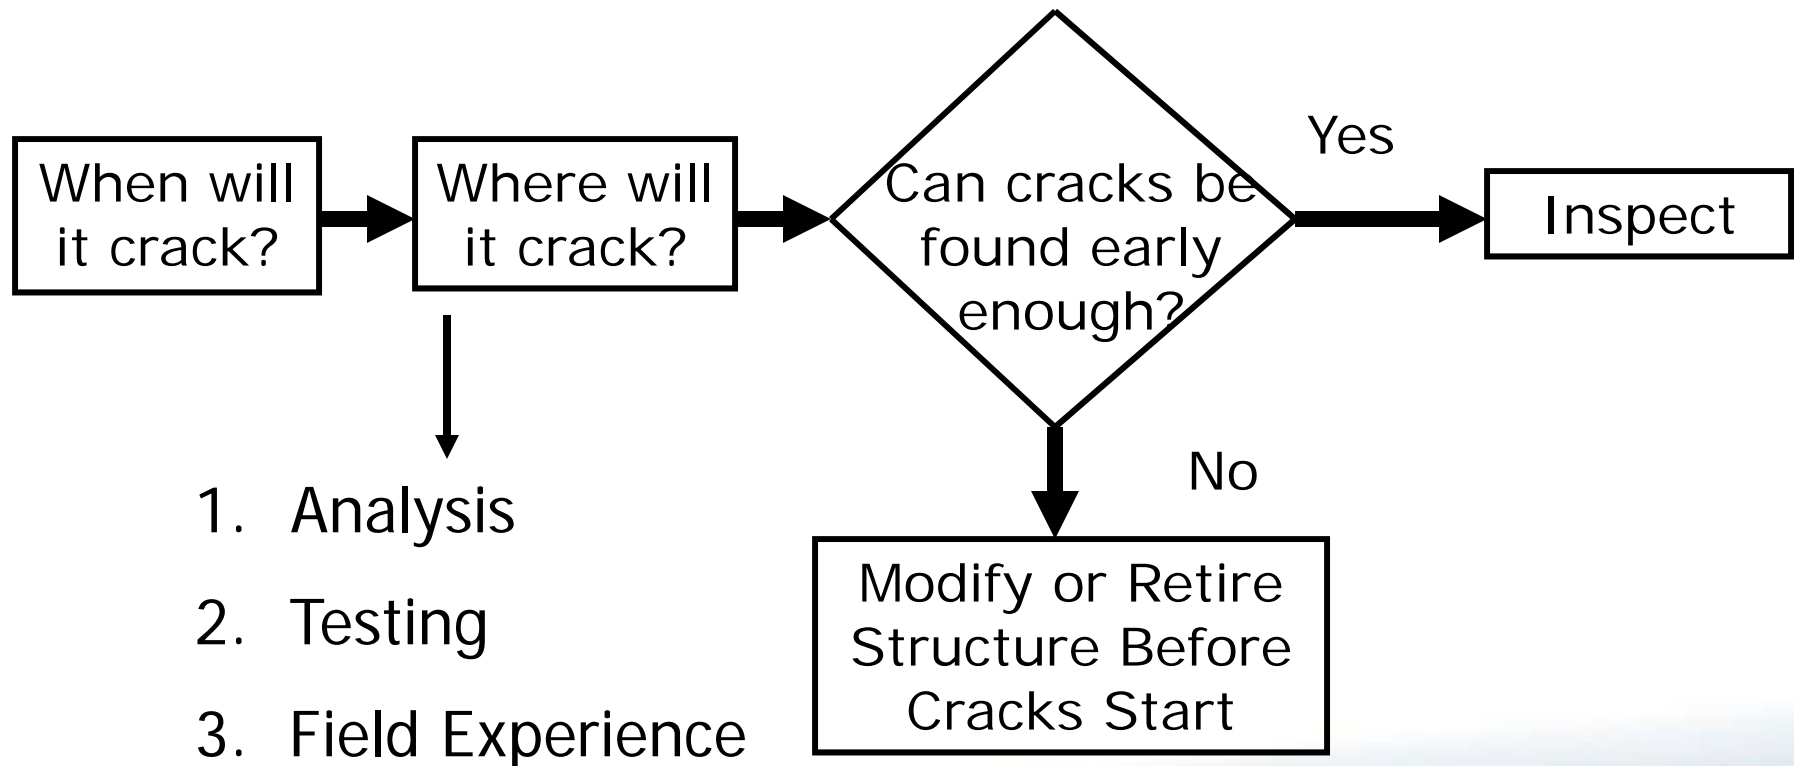 When will
it crack?
Where will
it crack?
Can cracks be
found early
enough?
Yes
Inspect
No
Modify or Retire
Structure Before
Cracks Start
1. Analysis
2. Testing
3. Field Experience